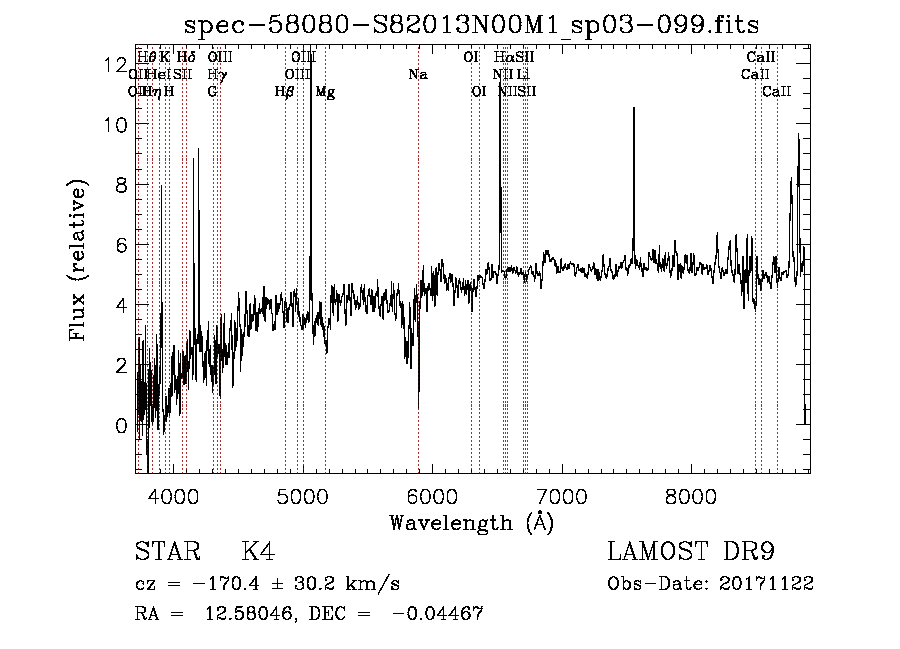 spec-58080-S82013N00M1_sp03-099.fits
Hθ K Hδ OIII OIII OI Hα SII CaII
OII HeI SII Hγ OIII Na NII Li CaII
OII Hη H G Hβ Mg OI NII SII CaII
12
10
8
6
4
2
0
Flux (relative)
4000 5000 6000 7000 8000
Wavelength (Å)
STAR K4 LAMOST DR9
cz = -170.4 ± 30.2 km/s Obs-Date: 20171122
RA = 12.58046, DEC = -0.04467